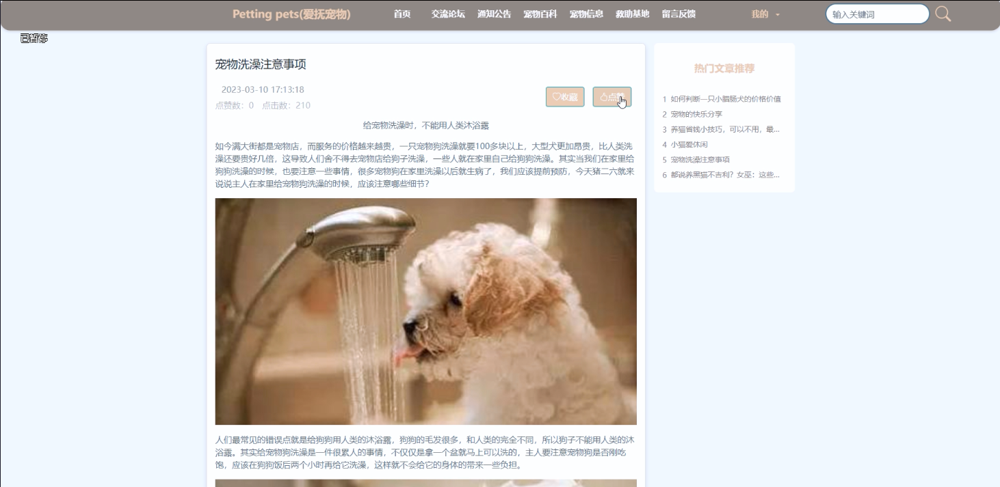 Petting pets(爱抚宠物) 首页 交流论坛 通知公告 宠物百科 宠物信息 救助基地 留言反馈 我的 输入关键词
已暂停
宠物洗澡注意事项
2023-03-10 17:13:18
点赞数：0 点击数：210
♡收藏
点
给宠物洗澡时，不能用人类沐浴露
如今满大街都是宠物店，而服务的价格越来越贵，一只宠物狗洗澡就要100多块以上，大型犬更加昂贵，比人类洗
澡还要贵好几倍，这导致人们舍不得去宠物店给狗子洗澡，一些人就在家里自己给狗狗洗澡。其实当我们在家里给
狗狗洗澡的时候，也要注意一些事情，很多宠物狗在家里洗澡以后就生病了，我们应该提前预防，今天猪二六就来
说说主人在家里给宠物狗洗澡的时候，应该注意哪些细节？
人们最常见的错误点就是给狗狗用人类的沐浴露，狗狗的毛发很多，和人类的完全不同，所以狗子不能用人类的沐
浴露。其实给宠物狗洗澡是一件很累人的事情，不仅仅是拿一个盆就马上可以洗的，主人要注意宠物狗是否刚吃
饱，应该在狗狗饭后两个小时再给它洗澡，这样就不会给它的身体的带来一些负担。
热门文章推荐
1 如何判断一只小腊肠犬的价格价值
2 宠物的快乐分享
3 养猫省钱小技巧，可以不用，最...
4 小猫爱休闲
5 宠物洗澡注意事项
6 都说养黑猫不吉利？女巫：这些...